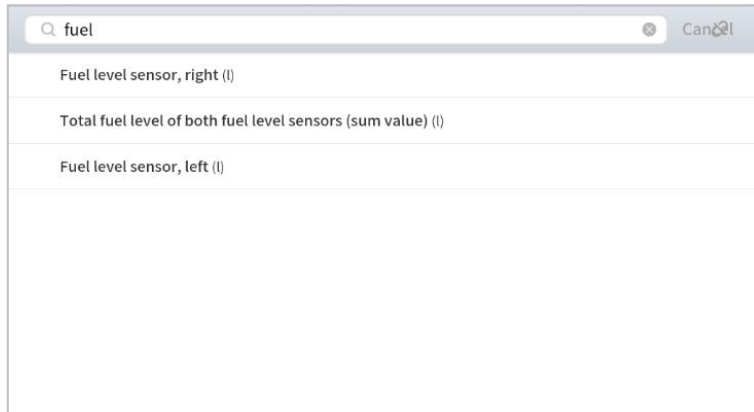 fuel
Cancel
Fuel level sensor, right (l)
Total fuel level of both fuel level sensors (sum value) (l)
Fuel level sensor, left (l)